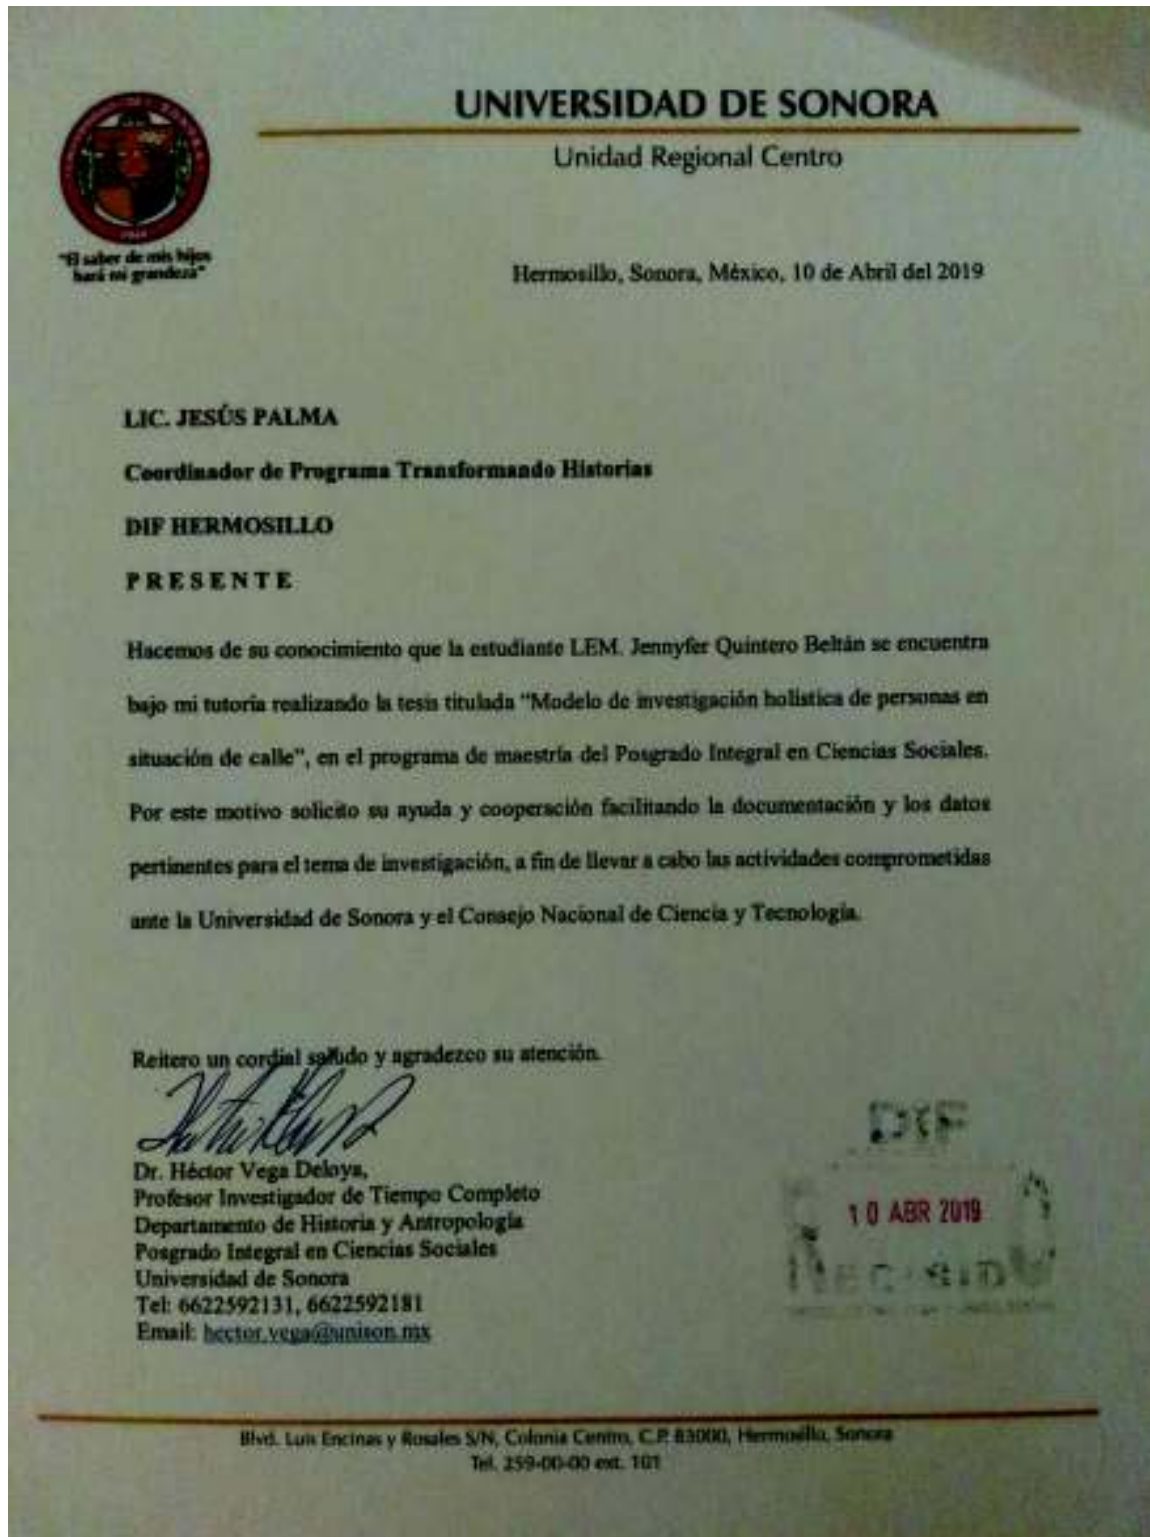 UNIVERSIDAD DE SONORA
Unidad Regional Centro
"El saber de mis hijos
hará mi grandeza"
Hermosillo, Sonora, México, 10 de Abril del 2019
LIC. JESÚS PALMA
Coordinador de Programa Transformando Historias
DIF HERMOSILLO
P R E S E N T E
Hacemos de su conocimiento que la estudiante LEM. Jennyfer Quintero Beltán se encuentra
bajo mi tutoría realizando la tesis titulada "Modelo de investigación holística de personas en
situación de calle", en el programa de maestría del Posgrado Integral en Ciencias Sociales.
Por este motivo solicito su ayuda y cooperación facilitando la documentación y los datos
pertinentes para el tema de investigación, a fin de llevar a cabo las actividades comprometidas
ante la Universidad de Sonora y el Consejo Nacional de Ciencia y Tecnología.
Reitero un cordial saludo y agradezco su atención.
Dr. Héctor Vega Deloya,
Profesor Investigador de Tiempo Completo
Departamento de Historia y Antropología
Posgrado Integral en Ciencias Sociales
Universidad de Sonora
Tel: 6622592131, 6622592181
Email: hector.vega@unison.mx
DIF
10 ABR 2019
RECIBIDO
Blvd. Luis Encinas y Rosales S/N, Colonia Centro, C.P. 83000, Hermosillo, Sonora
Tel. 259-00-00 ext. 101